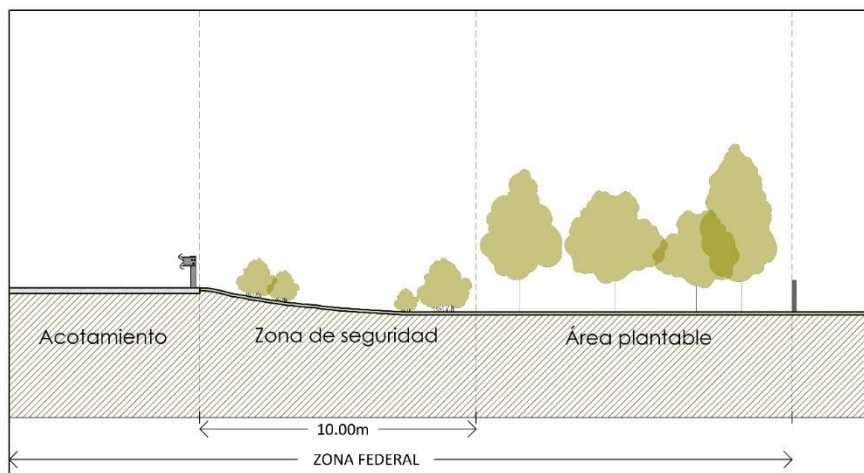 Acotamiento
Zona de seguridad
Área plantable
10.00m
ZONA FEDERAL